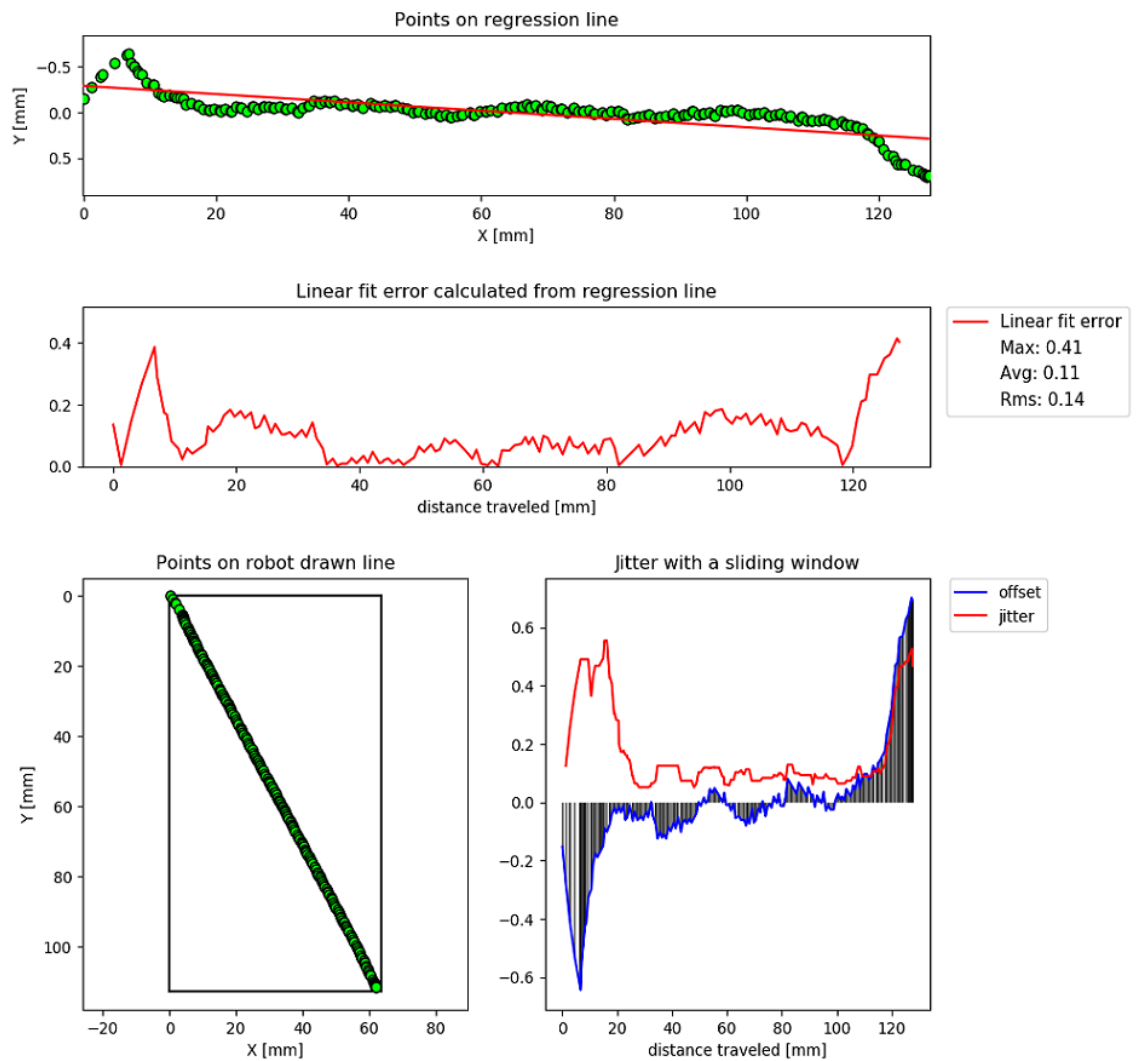 Points on regression line
−0.5
0.0
0.5
Y [mm]
0 20 40 60 80 100 120
X [mm]
Linear fit error calculated from regression line
0.4
0.2
0.0
0 20 40 60 80 100 120
distance traveled [mm]
Linear fit error
Max: 0.41
Avg: 0.11
Rms: 0.14
Points on robot drawn line
0
20
40
60
80
100
Y [mm]
−20 0 20 40 60 80
X [mm]
Jitter with a sliding window
0.6
0.4
0.2
0.0
−0.2
−0.4
−0.6
0 20 40 60 80 100 120
distance traveled [mm]
offset
jitter